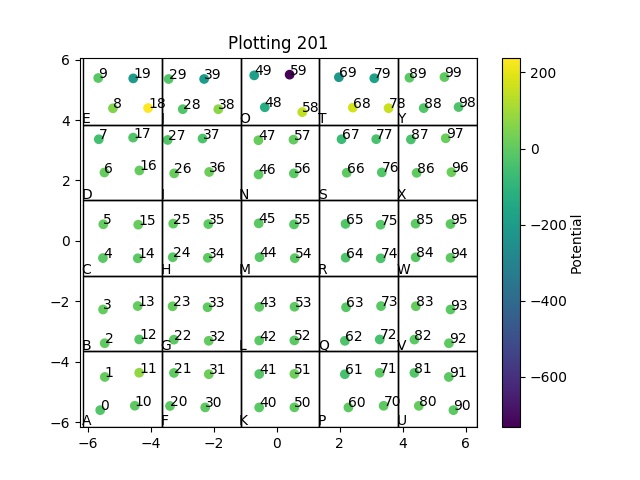 Plotting 201
6
9 19 29 39 49 59 69 79 89 99
200
8 18 28 38 48 58 68 78 88 98
4
E I O T Y
7 17 27 37 47 57 67 77 87 97
0
6 16 26 36 46 56 66 76 86 96
2
D I N S X
5 15 25 35 45 55 65 75 85 95
−200
0
4 14 24 34 44 54 64 74 84 94
C H M R W
Potential
−400
−2
3 13 23 33 43 53 63 73 83 93
2 12 22 32 42 52 62 72 82 92
B G L Q V
−4
1 11 21 31 41 51 61 71 81 91
−600
0 10 20 30 40 50 60 70 80 90
−6
A F K P U
−6 −4 −2 0 2 4 6